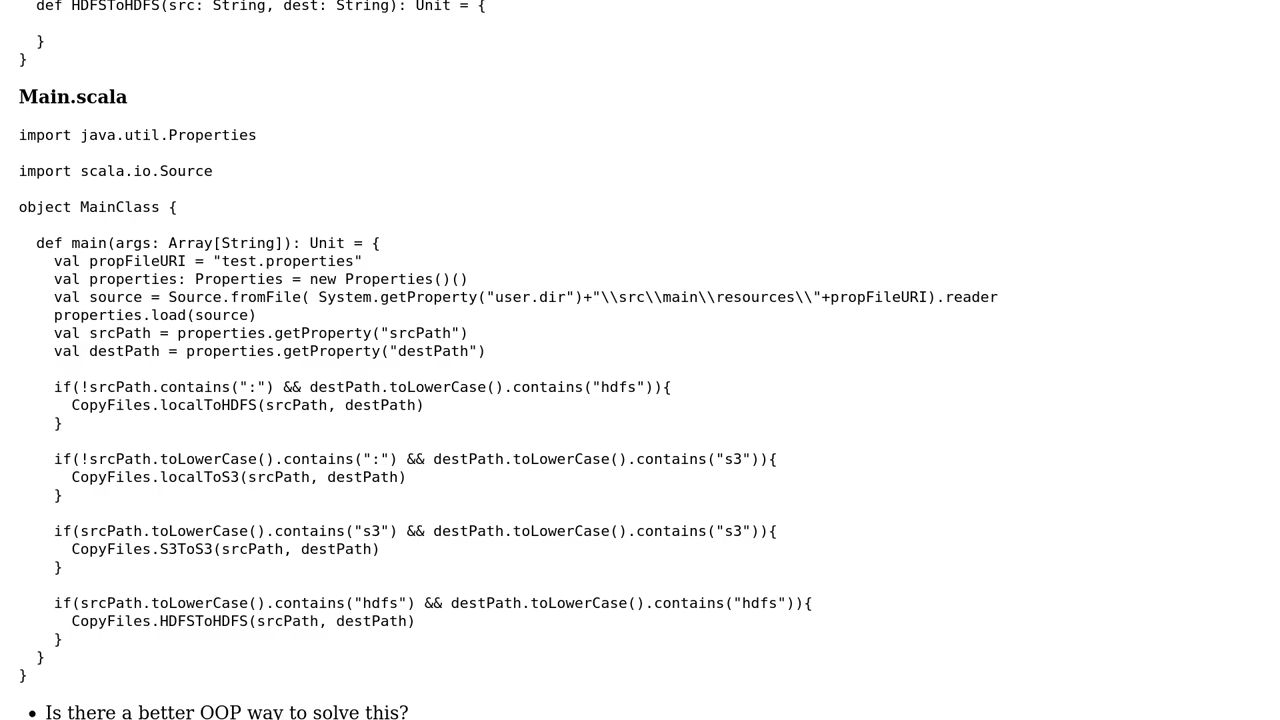 def HDFSToHDFS(src: String, dest: String): Unit = {

  }
}
Main.scala
import java.util.Properties

import scala.io.Source

object MainClass {

  def main(args: Array[String]): Unit = {
    val propFileURI = "test.properties"
    val properties: Properties = new Properties()()
    val source = Source.fromFile( System.getProperty("user.dir")+"\\src\\main\\resources\\"+propFileURI).reader
    properties.load(source)
    val srcPath = properties.getProperty("srcPath")
    val destPath = properties.getProperty("destPath")

    if(!srcPath.contains(":") && destPath.toLowerCase().contains("hdfs")){
      CopyFiles.localToHDFS(srcPath, destPath)
    }

    if(!srcPath.toLowerCase().contains(":") && destPath.toLowerCase().contains("s3")){
      CopyFiles.localToS3(srcPath, destPath)
    }

    if(srcPath.toLowerCase().contains("s3") && destPath.toLowerCase().contains("s3")){
      CopyFiles.S3ToS3(srcPath, destPath)
    }

    if(srcPath.toLowerCase().contains("hdfs") && destPath.toLowerCase().contains("hdfs")){
      CopyFiles.HDFSToHDFS(srcPath, destPath)
    }
  }
}
• Is there a better OOP way to solve this?